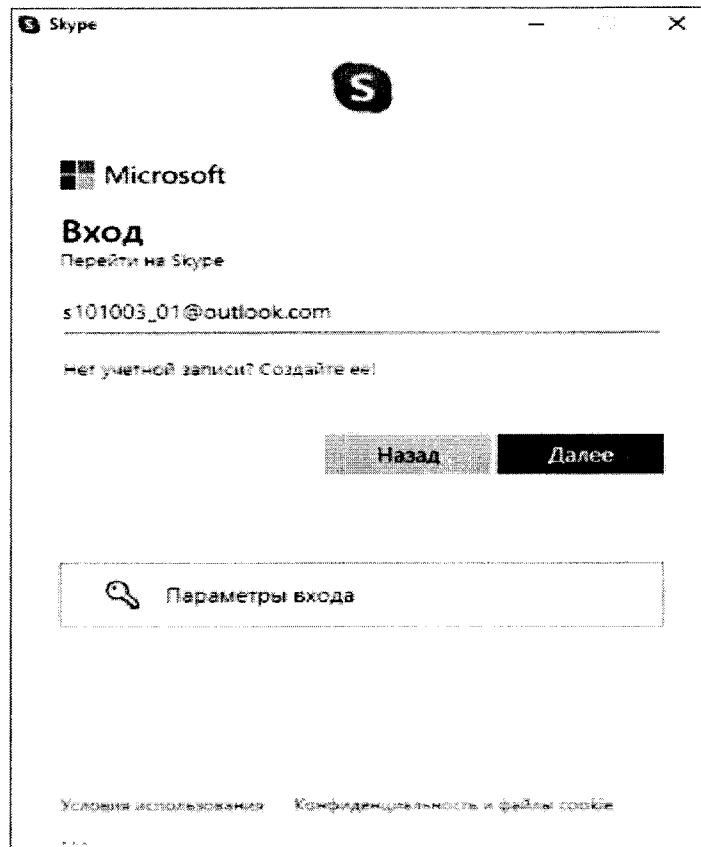 Skype
Microsoft
Вход
Перейти на Skype
s101003_01@outlook.com
Нет учетной записи? Создайте ее!
Назад Далее
Параметры входа
Условия использования Конфиденциальность и файлы cookie